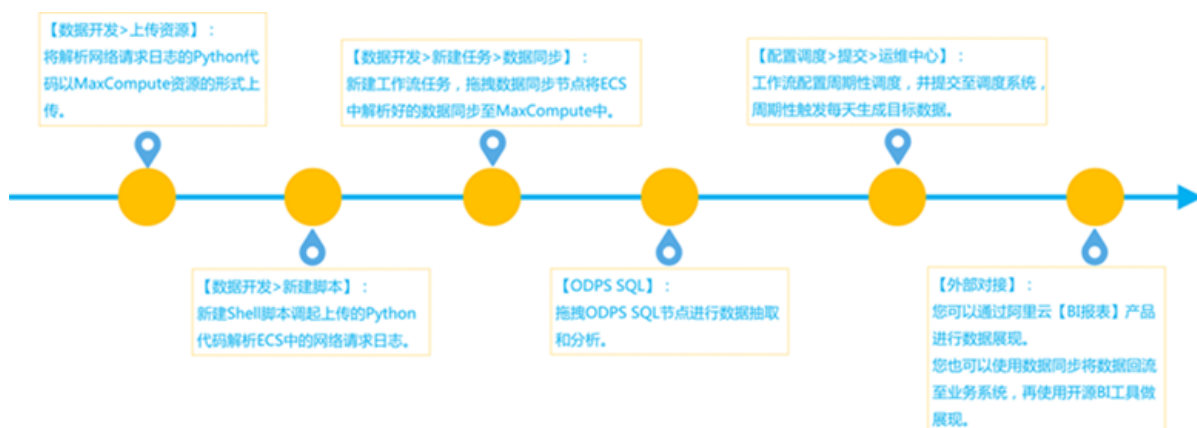 【数据开发>上传资源】:
将解析网络请求日志的Python代
码以MaxCompute资源的形式上
传。
【数据开发>新建脚本】:
新建Shell脚本调起上传的Python
代码解析ECS中的网络请求日志。
【数据开发>新建任务>数据同步】:
新建工作流任务，拖拽数据同步节点将ECS
中解析好的数据同步至MaxCompute中。
【ODPS SQL】:
拖拽ODPS SQL节点进行数据抽取
和分析。
【配置调度>提交>运维中心】:
工作流配置周期性调度，并提交至调度系统，
周期性触发每天生成目标数据。
【外部对接】:
您可以通过阿里云【BI报表】产品
进行数据展现。
您也可以使用数据同步将数据回流
至业务系统，再使用开源BI工具做
展现。